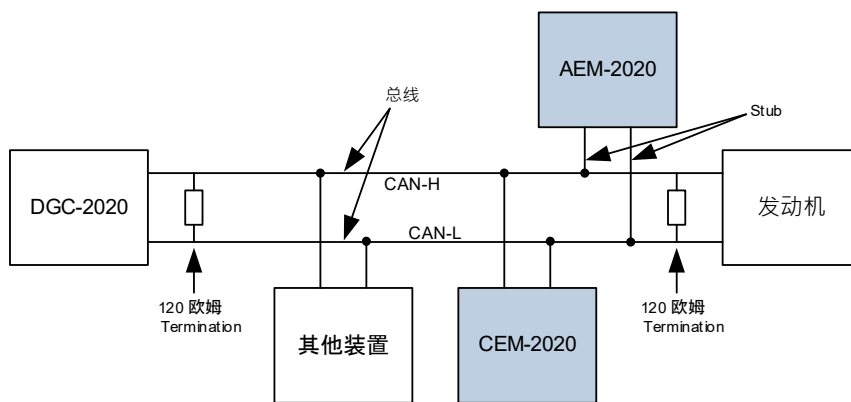 AEM-2020
总线
Stub
DGC-2020
CAN-H
发动机
CAN-L
120 欧姆
Termination
120 欧姆
Termination
其他装置
CEM-2020